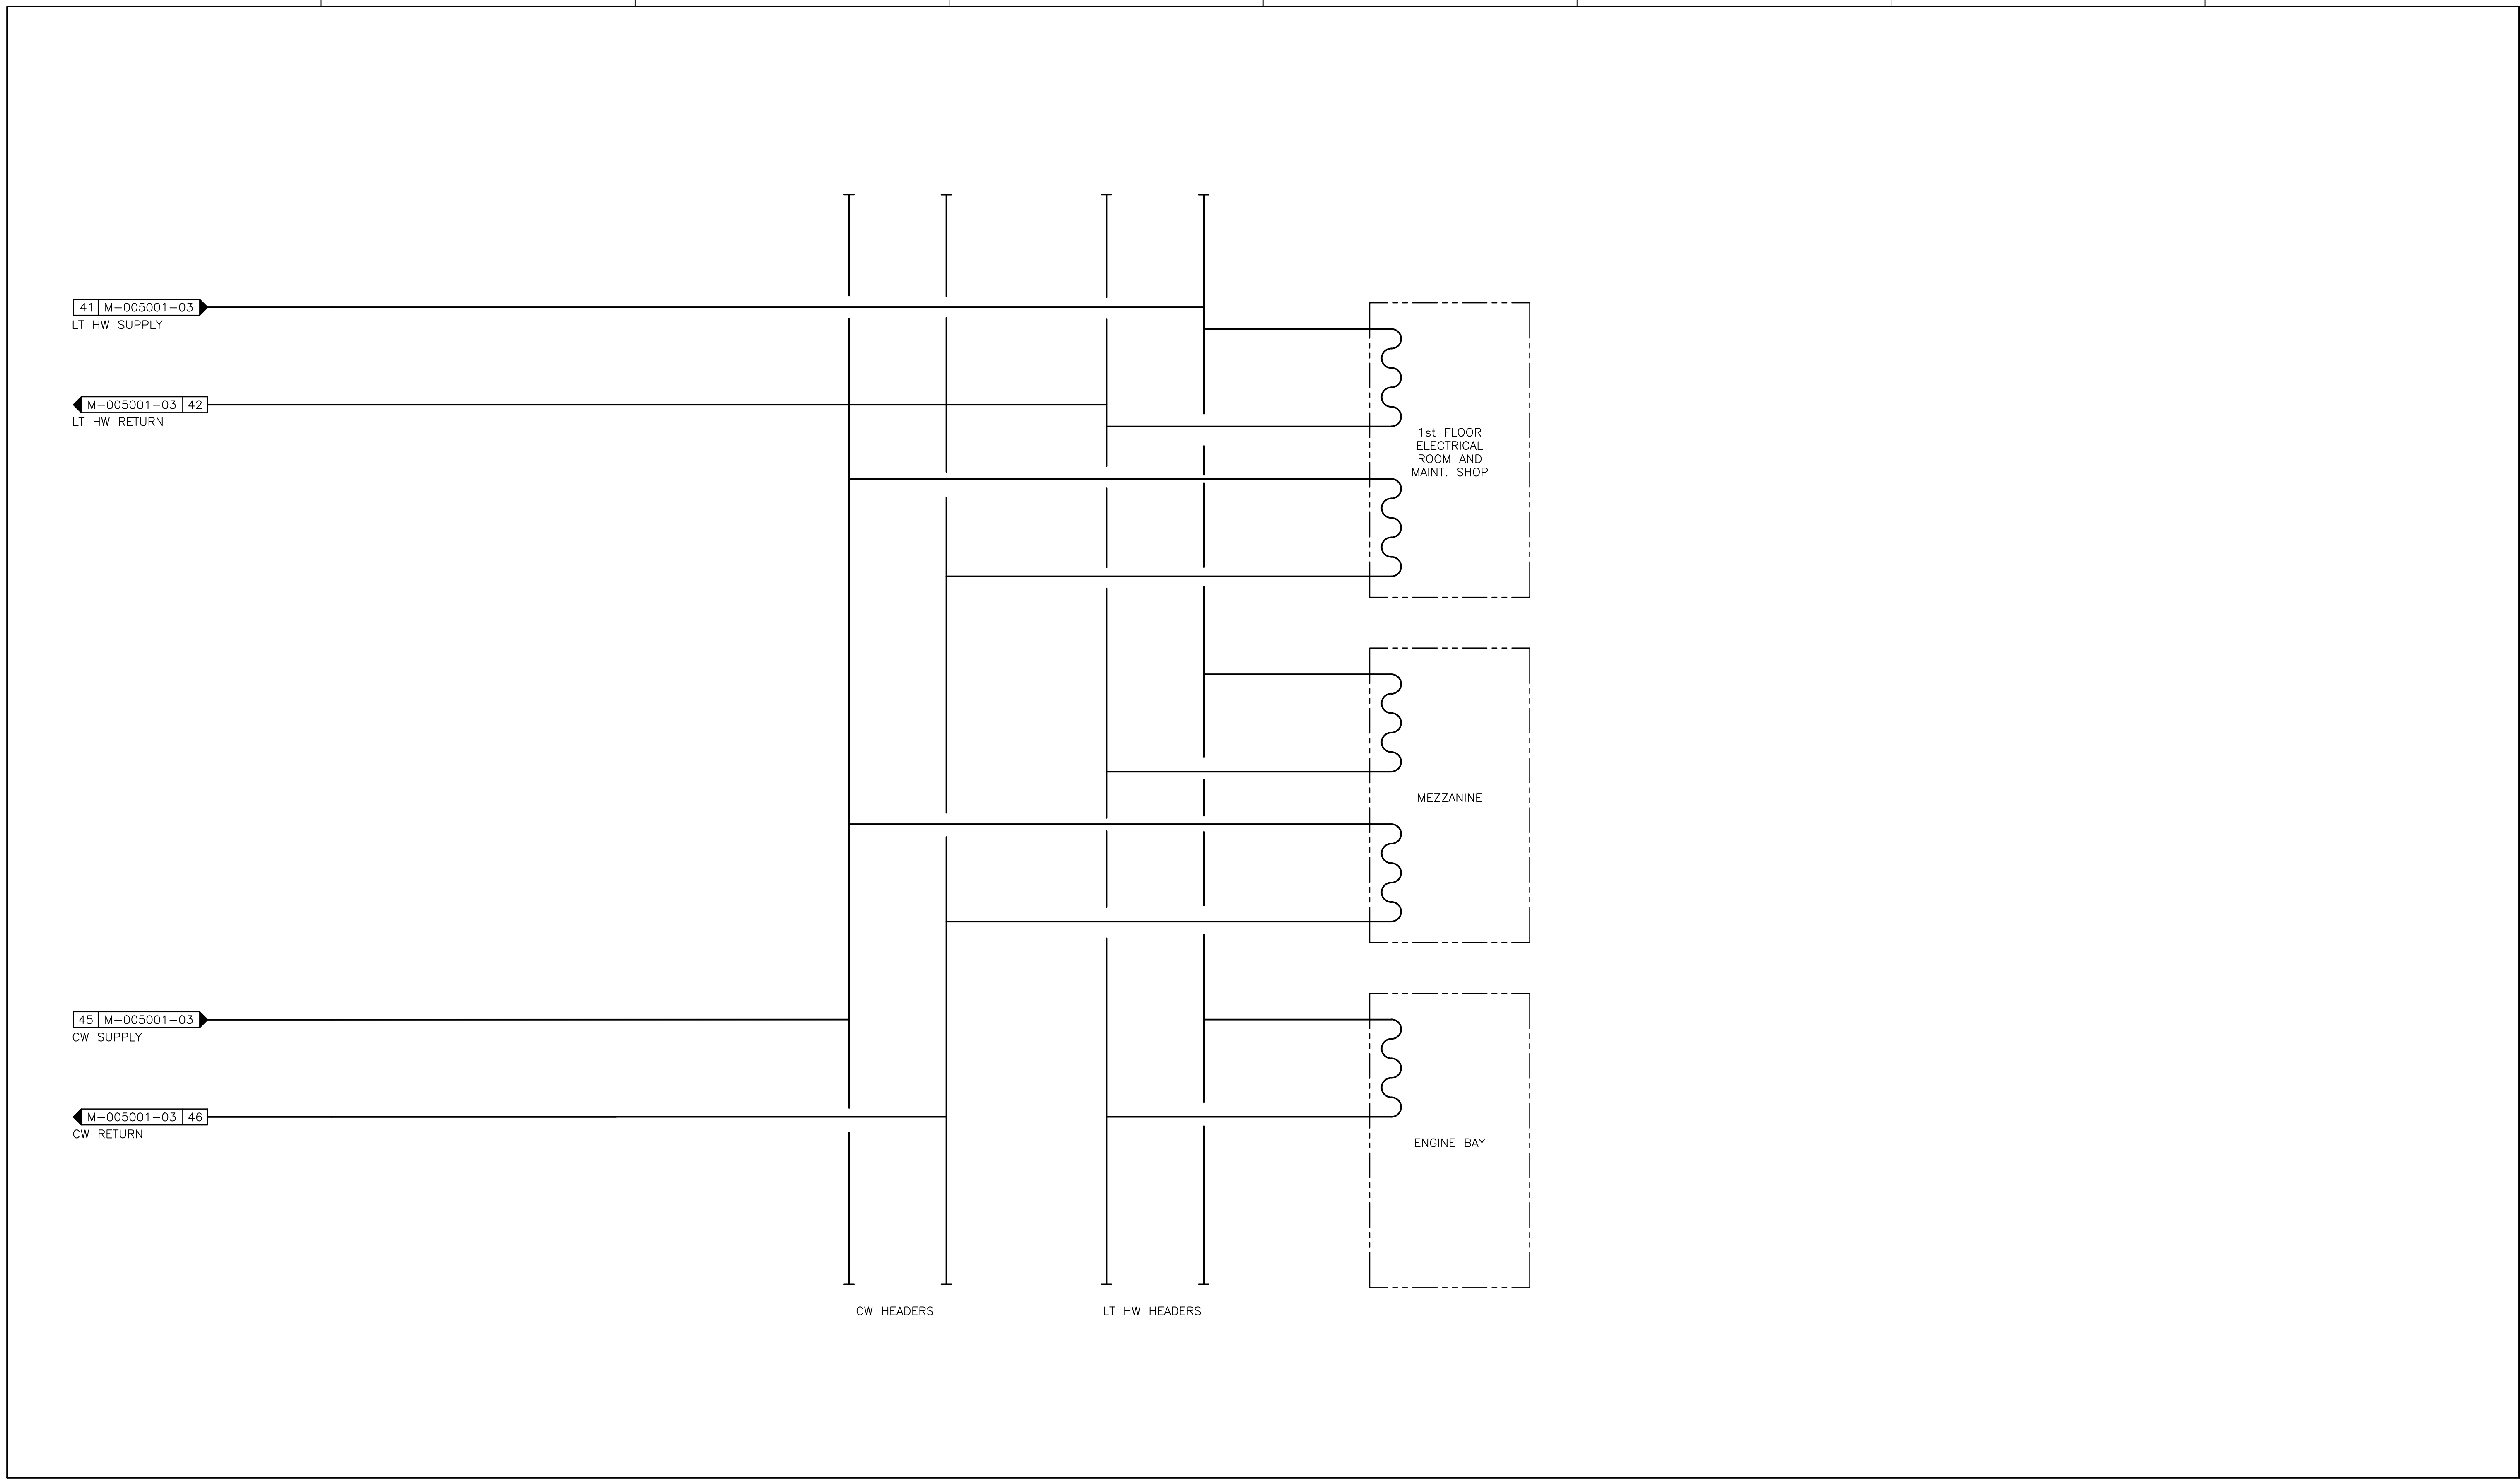 41 M-005001-03
LT HW SUPPLY
M-005001-03 42
LT HW RETURN
1st FLOOR
ELECTRICAL
ROOM AND
MAINT. SHOP
MEZZANINE
45 M-005001-03
CW SUPPLY
M-005001-03 46
CW RETURN
ENGINE BAY
CW HEADERS
LT HW HEADERS